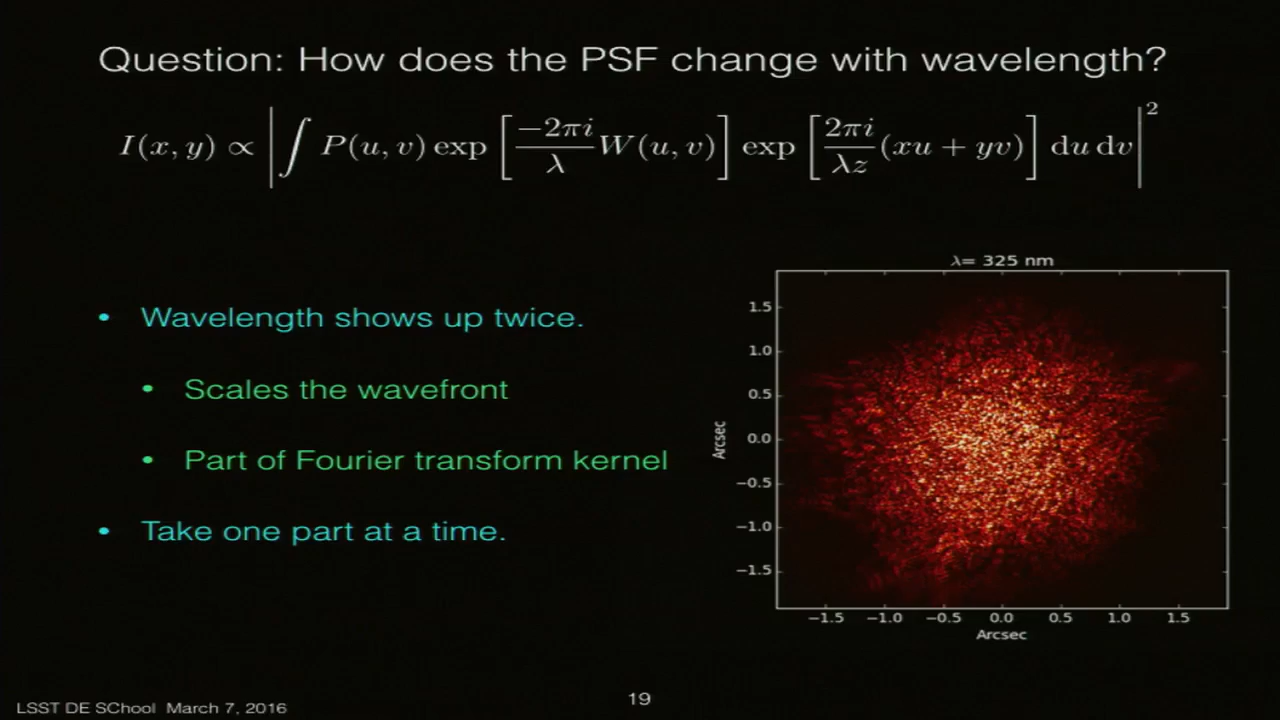 Question: How does the PSF change with wavelength?
I(x, y) ∝ |∫ P(u, v) exp [−2πi/λ W(u, v)] exp [2πi/λz (xu + yv)] du dv|²
• Wavelength shows up twice.
• Scales the wavefront
• Part of Fourier transform kernel
• Take one part at a time.
λ= 325 nm
1.5
1.0
0.5
0.0
−0.5
−1.0
−1.5
Arcsec
−1.5 −1.0 −0.5 0.0 0.5 1.0 1.5
Arcsec
LSST DE SChool March 7, 2016
19